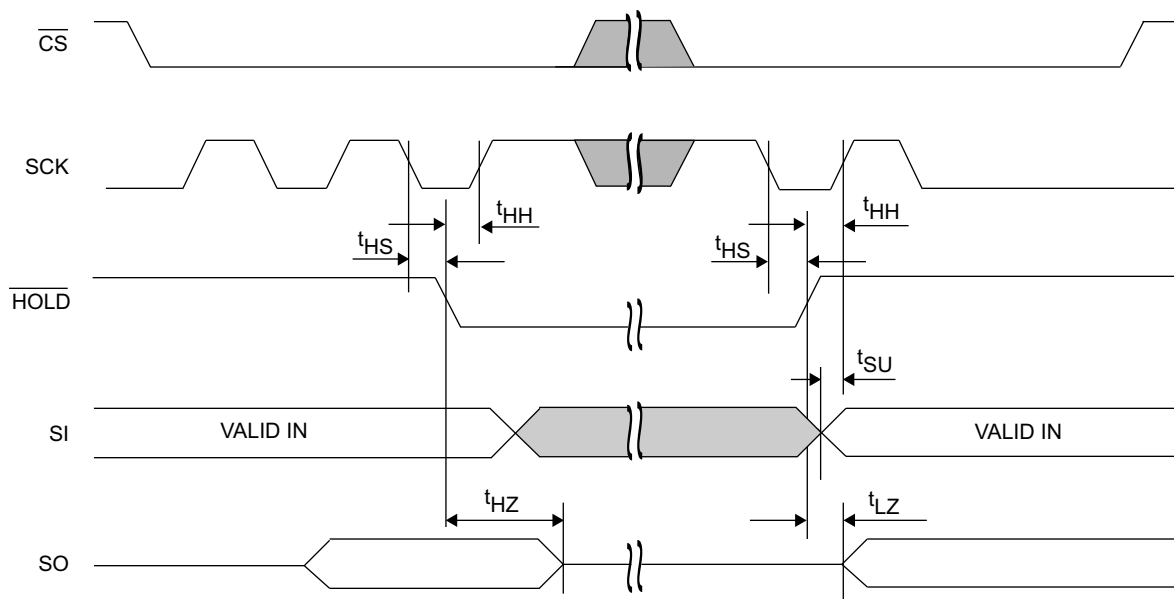 CS
SCK
tHH
tHH
tHS
tHS
HOLD
tSU
SI
VALID IN
VALID IN
tHZ
tLZ
SO